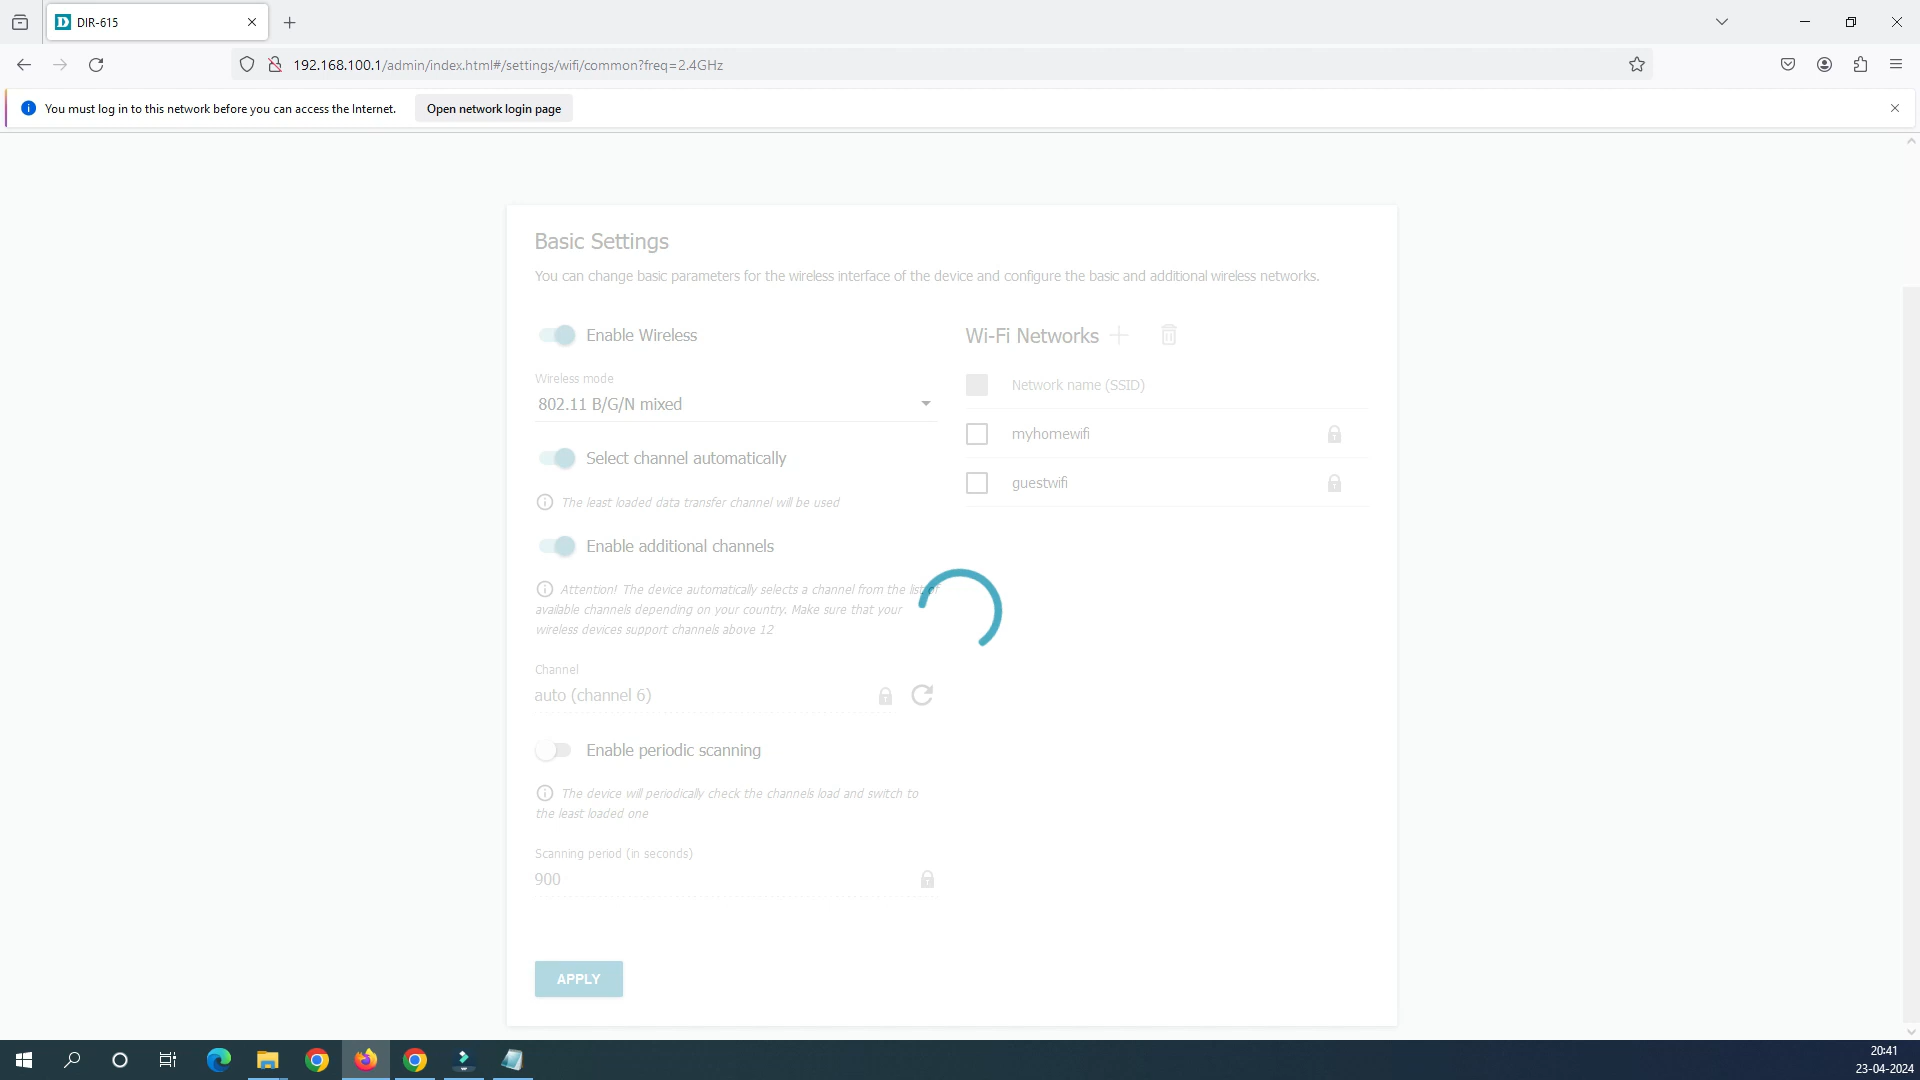 DIR-615
192.168.100.1/admin/index.html#/settings/wifi/common?freq=2.4GHz
You must log in to this network before you can access the Internet.
Open network login page
Basic Settings
You can change basic parameters for the wireless interface of the device and configure the basic and additional wireless networks.
Enable Wireless
Wireless mode
802.11 B/G/N mixed
Select channel automatically
The least loaded data transfer channel will be used
Enable additional channels
Attention! The device automatically selects a channel from the list of
available channels depending on your country. Make sure that your
wireless devices support channels above 12
Channel
auto (channel 6)
Enable periodic scanning
The device will periodically check the channels load and switch to
the least loaded one
Scanning period (in seconds)
900
APPLY
Wi-Fi Networks
Network name (SSID)
myhomewifi
guestwifi
20:41
23-04-2024